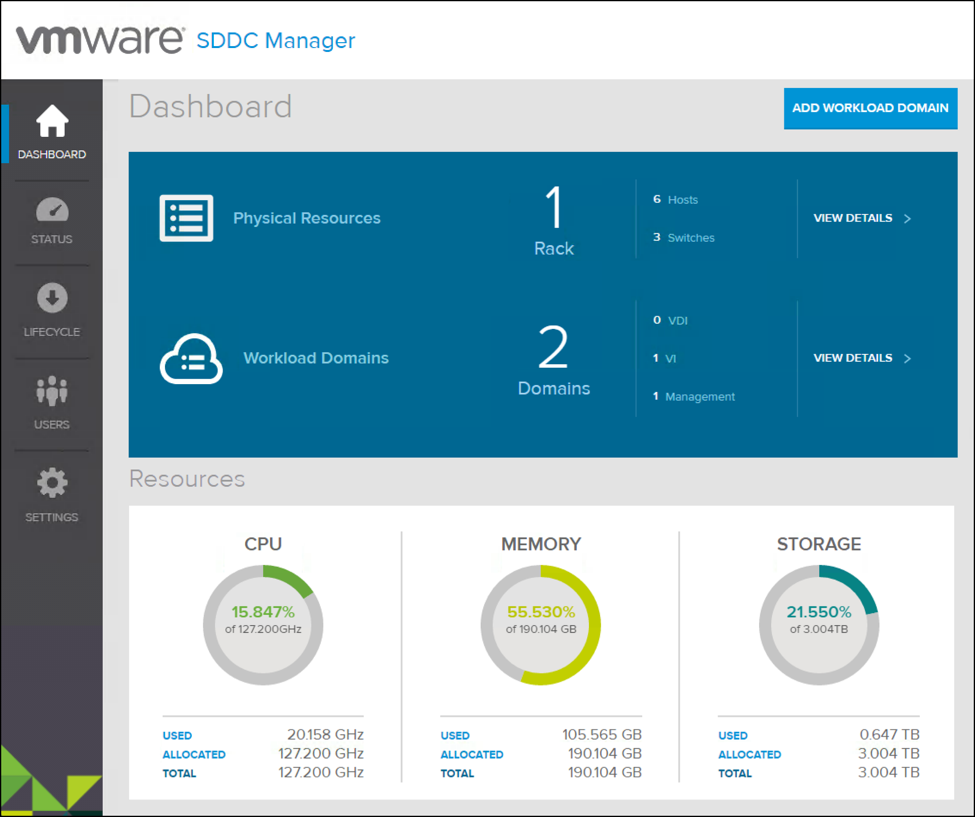 vmware SDDC Manager
DASHBOARD
STATUS
LIFECYCLE
USERS
SETTINGS
Dashboard
ADD WORKLOAD DOMAIN
Physical Resources
1
Rack
6 Hosts
3 Switches
VIEW DETAILS >
Workload Domains
2
Domains
0 VDI
1 VI
1 Management
VIEW DETAILS >
Resources
CPU
15.847%
of 127.200GHz
USED 20.158 GHz
ALLOCATED 127.200 GHz
TOTAL 127.200 GHz
MEMORY
55.530%
of 190.104 GB
USED 105.565 GB
ALLOCATED 190.104 GB
TOTAL 190.104 GB
STORAGE
21.550%
of 3.004TB
USED 0.647 TB
ALLOCATED 3.004 TB
TOTAL 3.004 TB